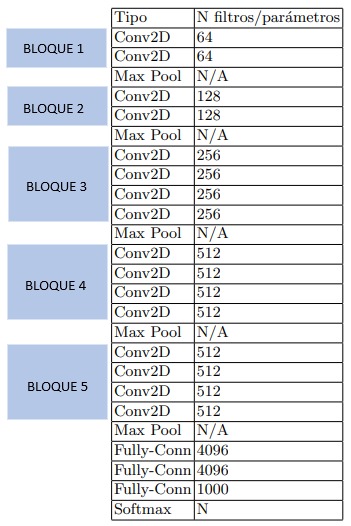 Tipo N filtros/parámetros
BLOQUE 1
Conv2D 64
Conv2D 64
Max Pool N/A
BLOQUE 2
Conv2D 128
Conv2D 128
Max Pool N/A
BLOQUE 3
Conv2D 256
Conv2D 256
Conv2D 256
Conv2D 256
Max Pool N/A
BLOQUE 4
Conv2D 512
Conv2D 512
Conv2D 512
Conv2D 512
Max Pool N/A
BLOQUE 5
Conv2D 512
Conv2D 512
Conv2D 512
Conv2D 512
Max Pool N/A
Fully-Conn 4096
Fully-Conn 4096
Fully-Conn 1000
Softmax N